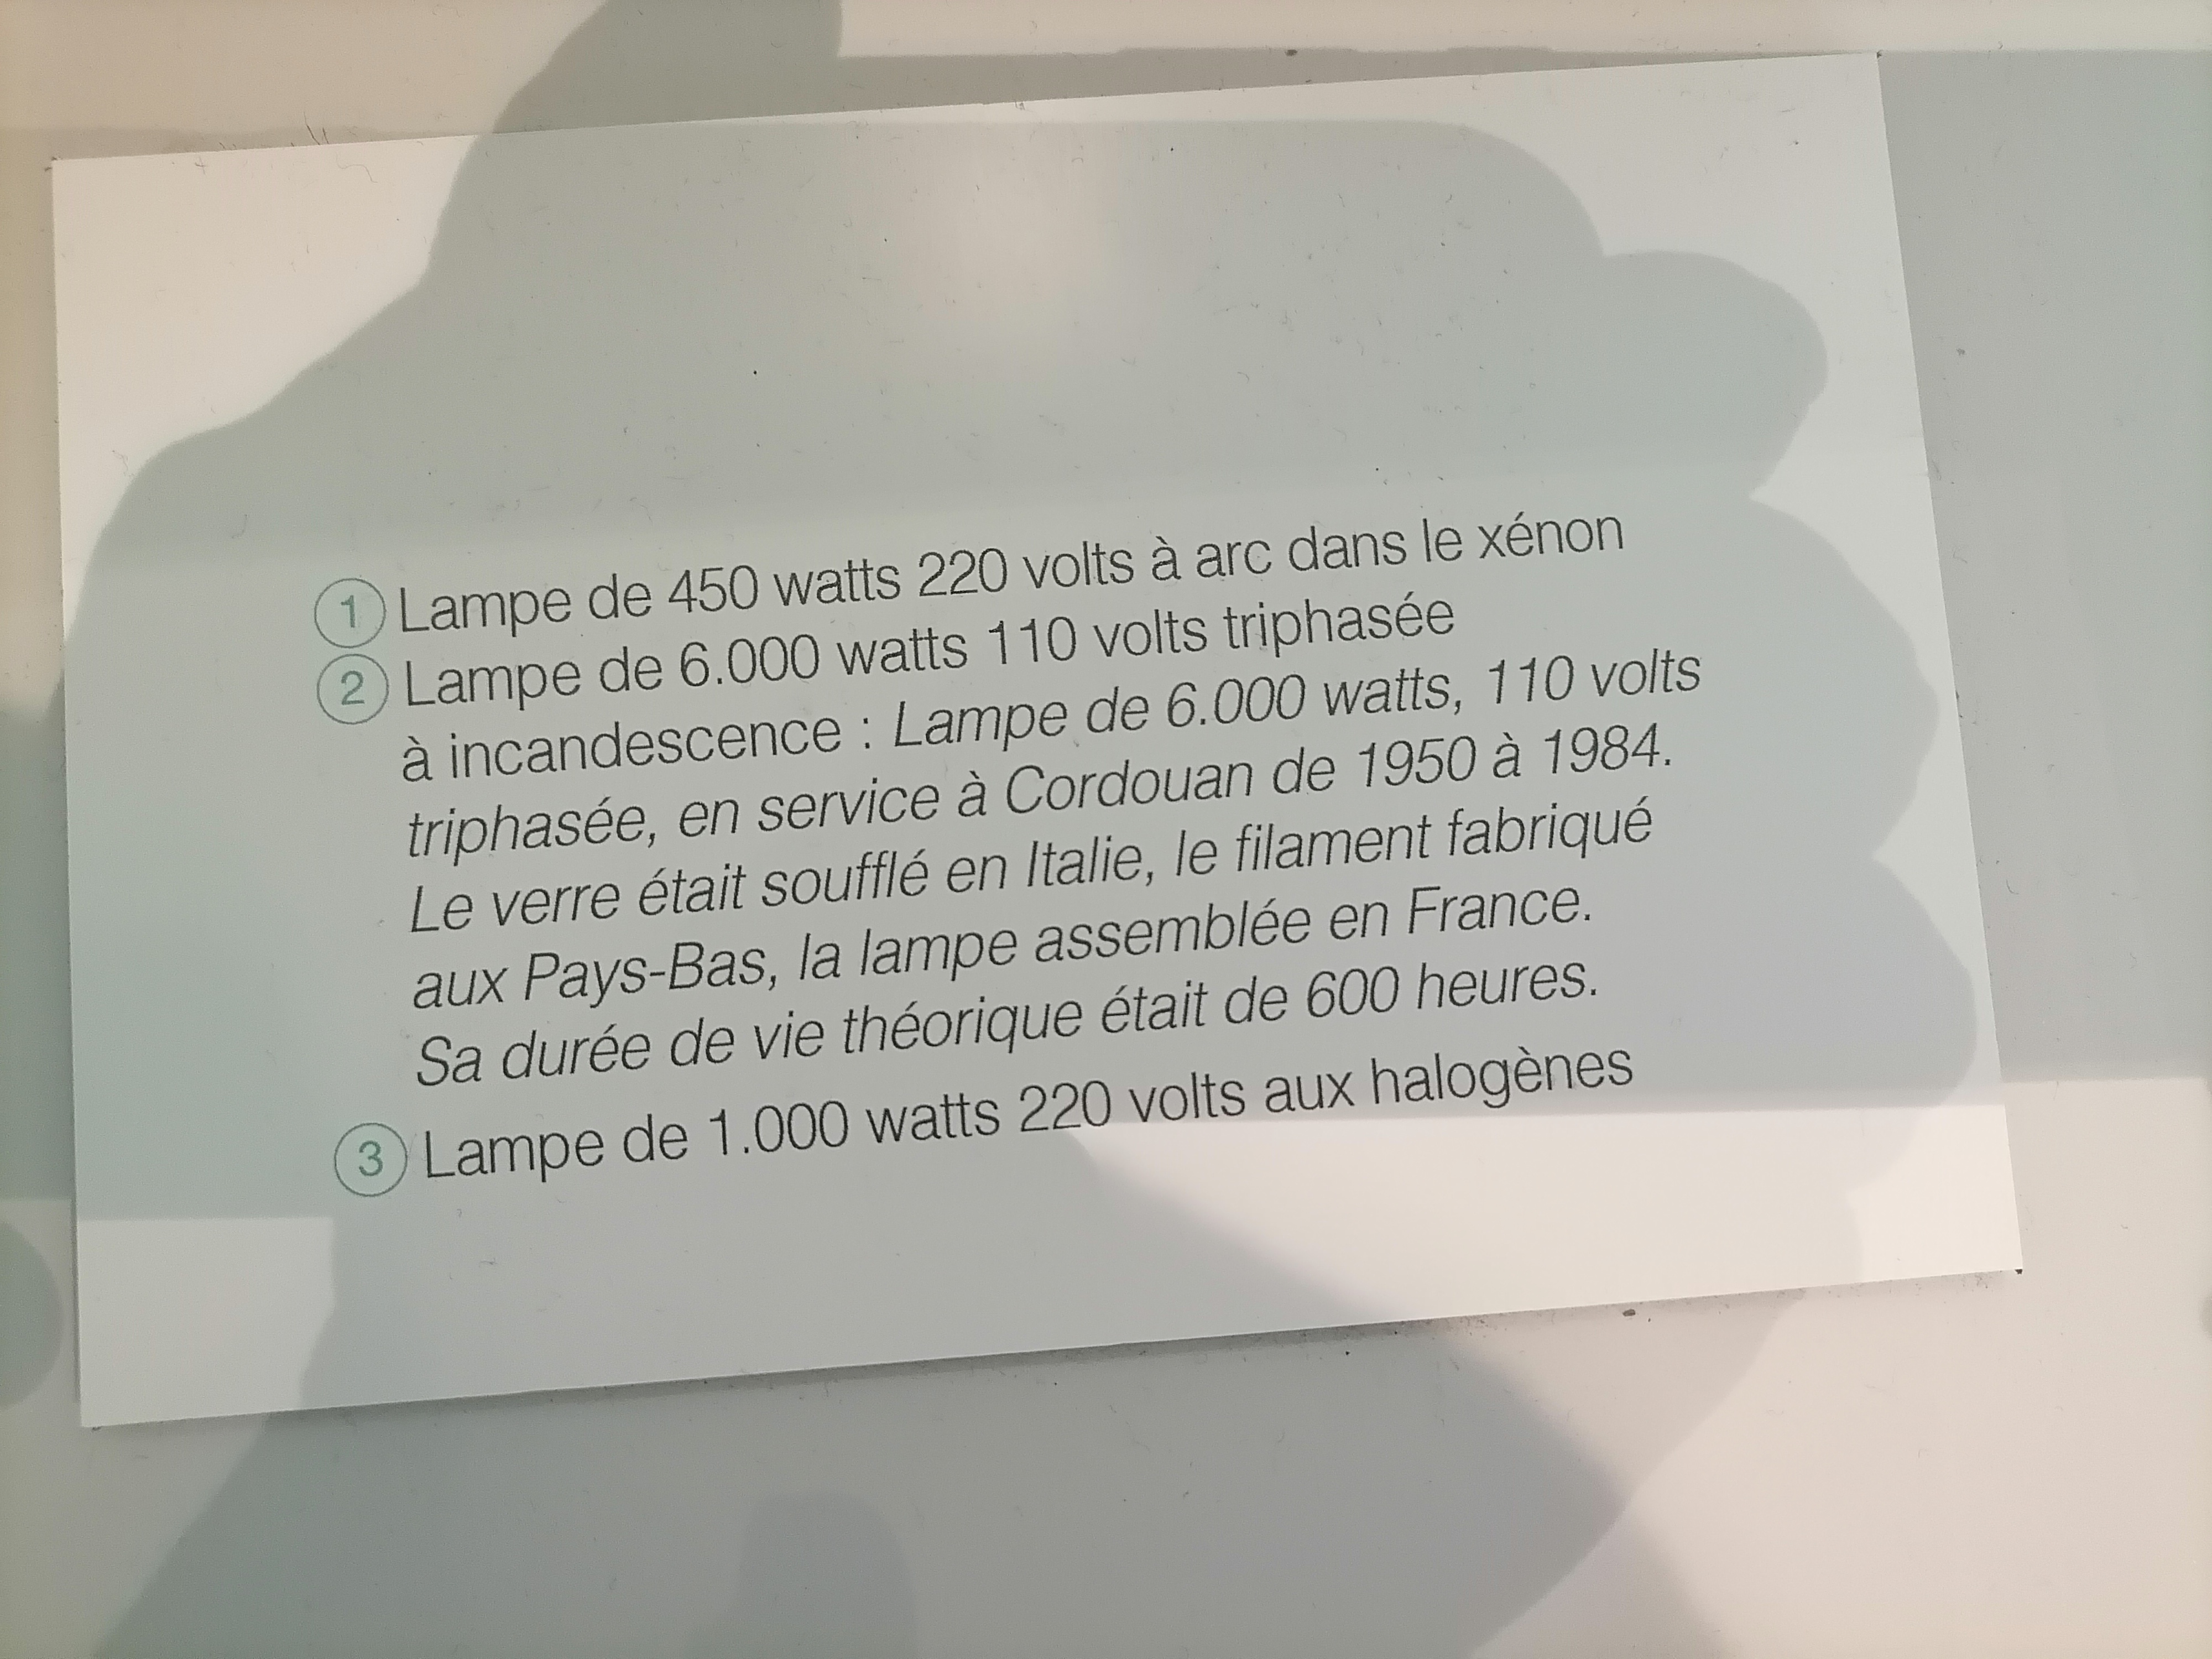 1 Lampe de 450 watts 220 volts à arc dans le xénon
2 Lampe de 6.000 watts 110 volts triphasée
à incandescence : Lampe de 6.000 watts, 110 volts
triphasée, en service à Cordouan de 1950 à 1984.
Le verre était soufflé en Italie, le filament fabriqué
aux Pays-Bas, la lampe assemblée en France.
Sa durée de vie théorique était de 600 heures.
3 Lampe de 1.000 watts 220 volts aux halogènes